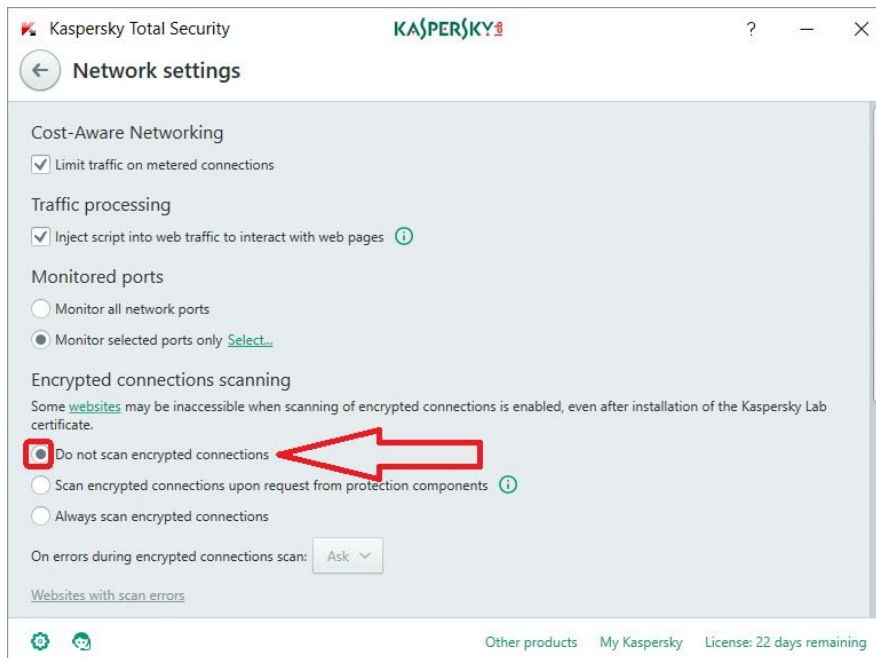 Kaspersky Total Security
KASPERSKY lab
?
Network settings
Cost-Aware Networking
Limit traffic on metered connections
Traffic processing
Inject script into web traffic to interact with web pages
Monitored ports
Monitor all network ports
Monitor selected ports only Select...
Encrypted connections scanning
Some websites may be inaccessible when scanning of encrypted connections is enabled, even after installation of the Kaspersky Lab
certificate.
Do not scan encrypted connections
Scan encrypted connections upon request from protection components
Always scan encrypted connections
On errors during encrypted connections scan: Ask
Websites with scan errors
Other products My Kaspersky License: 22 days remaining